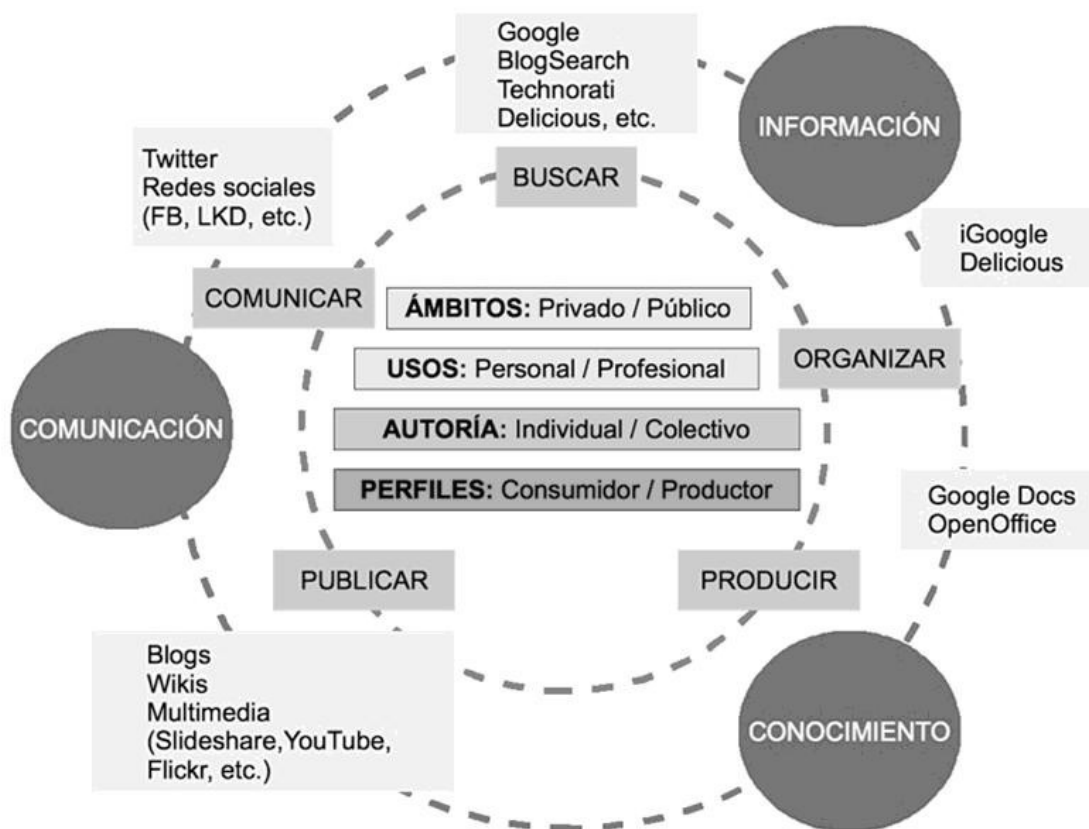 Google
BlogSearch
Technorati
Delicious, etc.
INFORMACIÓN
Twitter
Redes sociales
(FB, LKD, etc.)
BUSCAR
iGoogle
Delicious
COMUNICAR
ÁMBITOS: Privado / Público
ORGANIZAR
USOS: Personal / Profesional
COMUNICACIÓN
AUTORÍA: Individual / Colectivo
PERFILES: Consumidor / Productor
Google Docs
OpenOffice
PUBLICAR
PRODUCIR
Blogs
Wikis
Multimedia
(Slideshare,YouTube,
Flickr, etc.)
CONOCIMIENTO